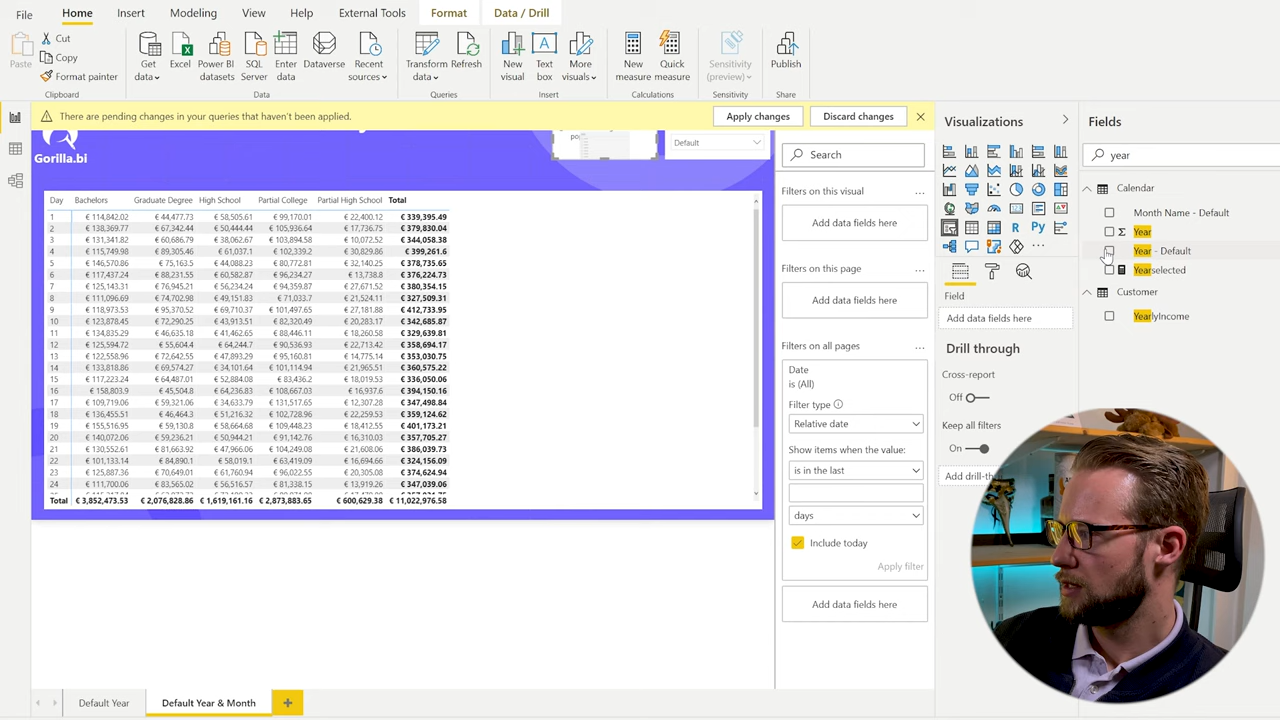 File Home Insert Modeling View Help External Tools Format Data / Drill
Paste
Cut
Copy
Format painter
Clipboard
Get data
Excel
Power BI datasets
SQL Server
Enter data
Dataverse
Recent sources
Data
Transform data
Refresh
Queries
New visual
Text box
More visuals
Insert
New measure
Quick measure
Calculations
Sensitivity (preview)
Sensitivity
Publish
Share
There are pending changes in your queries that haven't been applied.
Apply changes
Discard changes
Gorilla.bi
Default
Day Bachelors Graduate Degree High School Partial College Partial High School Total
1 € 114,842.02 € 44,477.73 € 58,505.61 € 99,170.01 € 22,400.12 € 339,395.49
2 € 138,369.77 € 67,342.44 € 50,444.44 € 105,936.64 € 17,736.75 € 379,830.04
3 € 131,341.82 € 60,686.79 € 38,062.67 € 103,894.58 € 10,072.52 € 344,058.38
4 € 115,749.98 € 89,305.46 € 61,037.1 € 102,339.2 € 30,829.86 € 399,261.6
5 € 146,570.86 € 75,163.5 € 44,088.28 € 80,772.81 € 32,140.25 € 378,735.65
6 € 117,437.24 € 88,231.55 € 60,582.87 € 96,234.27 € 13,738.8 € 376,224.73
7 € 125,543.21 € 76,945.21 € 56,234.24 € 94,359.87 € 27,671.52 € 380,354.15
8 € 111,096.69 € 74,702.98 € 49,151.83 € 71,033.7 € 21,524.11 € 327,509.31
9 € 118,973.53 € 95,370.52 € 69,710.37 € 101,497.65 € 27,181.88 € 412,733.95
10 € 123,878.45 € 72,290.25 € 43,913.51 € 82,320.49 € 20,283.17 € 342,685.87
11 € 134,835.29 € 46,635.18 € 41,462.65 € 88,446.11 € 18,260.58 € 329,639.81
12 € 125,594.72 € 55,604.4 € 64,244.7 € 90,536.93 € 22,713.42 € 358,694.17
13 € 122,558.96 € 72,642.55 € 47,893.29 € 95,160.81 € 14,775.14 € 353,030.75
14 € 133,818.86 € 69,574.27 € 34,101.64 € 101,114.94 € 21,965.51 € 360,575.22
15 € 117,223.24 € 64,487.01 € 52,884.08 € 83,436.2 € 18,019.53 € 336,050.06
16 € 158,803.9 € 45,504.8 € 64,236.83 € 108,667.03 € 16,937.6 € 394,150.16
17 € 109,719.06 € 59,321.06 € 34,633.79 € 131,517.65 € 12,307.28 € 347,498.84
18 € 136,455.51 € 46,464.3 € 51,216.32 € 102,728.96 € 22,259.53 € 359,124.62
19 € 155,516.95 € 59,130.8 € 58,664.68 € 109,448.23 € 18,412.55 € 401,173.21
20 € 140,072.06 € 59,236.21 € 50,944.21 € 91,142.76 € 16,310.03 € 357,705.27
21 € 130,552.61 € 81,663.92 € 47,966.06 € 104,249.08 € 21,608.06 € 386,039.73
22 € 101,133.14 € 84,890.1 € 58,019.1 € 63,419.09 € 16,694.66 € 324,156.09
23 € 125,887.36 € 70,649.01 € 61,760.94 € 96,022.55 € 20,305.08 € 374,624.94
24 € 111,700.06 € 83,765.02 € 56,516.57 € 81,038.15 € 13,919.26 € 347,039.06
Total € 3,852,473.53 € 2,076,828.86 € 1,619,161.16 € 2,873,883.65 € 600,629.38 € 11,022,976.58
Search
Filters on this visual ...
Add data fields here
Filters on this page ...
Add data fields here
Filters on all pages ...
Date
is (All)
Filter type
Relative date
Show items when the value:
is in the last
days
Include today
Apply filter
Add data fields here
Visualizations
R Py
Field
Add data fields here
Drill through
Cross-report
Off
Keep all filters
On
Fields
year
Calendar
Month Name - Default
Year
Year - Default
Yearselected
Customer
YearlyIncome
Default Year
Default Year & Month
+